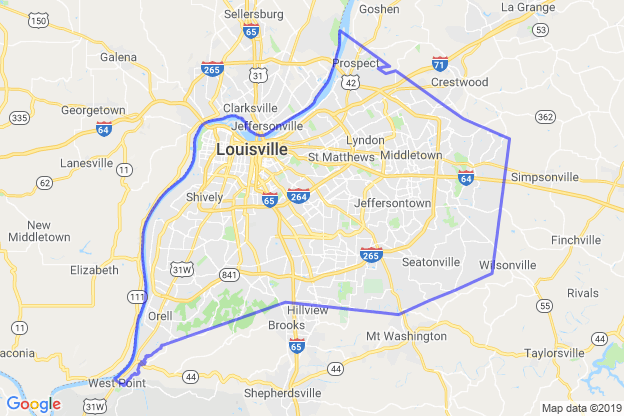 Sellersburg
Goshen
La Grange
150
Galena
65
53
265
Prospect
71
31
42
Crestwood
Georgetown
Clarksville
335
64
Jeffersonville
362
Louisville
Lyndon
Lanesville
St Matthews
Middletown
62
64
Simpsonville
Shively
65
264
Jeffersontown
New
Middletown
11
Finchville
265
Elizabeth
31W
841
Seatonville
Wilsonville
111
Rivals
55
Orell
Hillview
11
Brooks
Mt Washington
aconia
65
44
Taylorsville
West Point
44
44
Shepherdsville
31W
Google
Map data ©2019